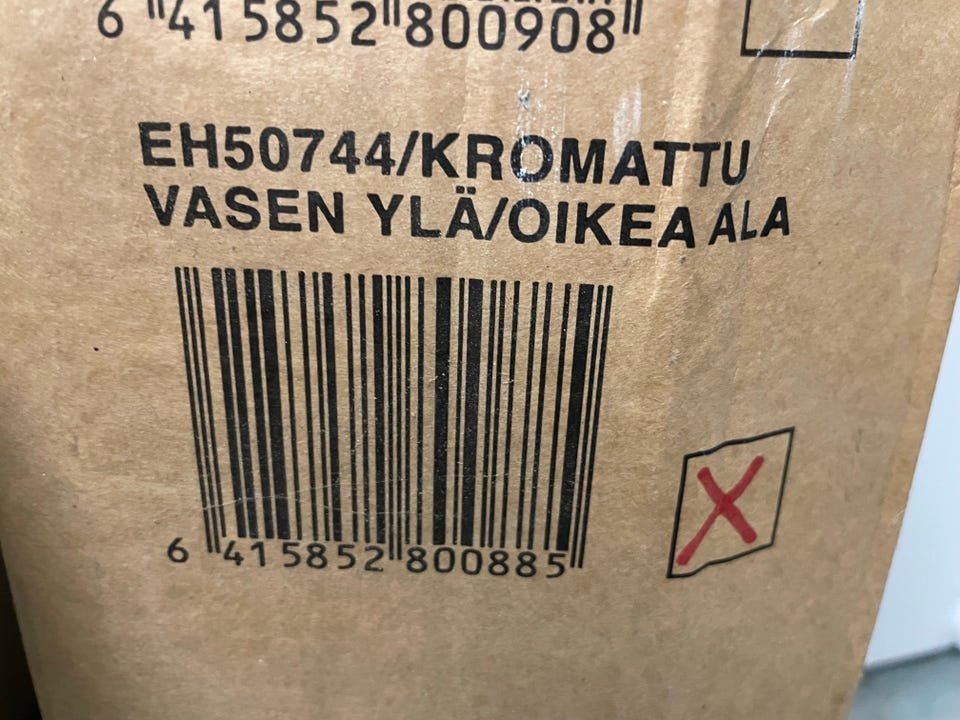 6 415852 800908
EH50744/KROMATTU
VASEN YLÄ/OIKEA ALA
6 415852 800885
X